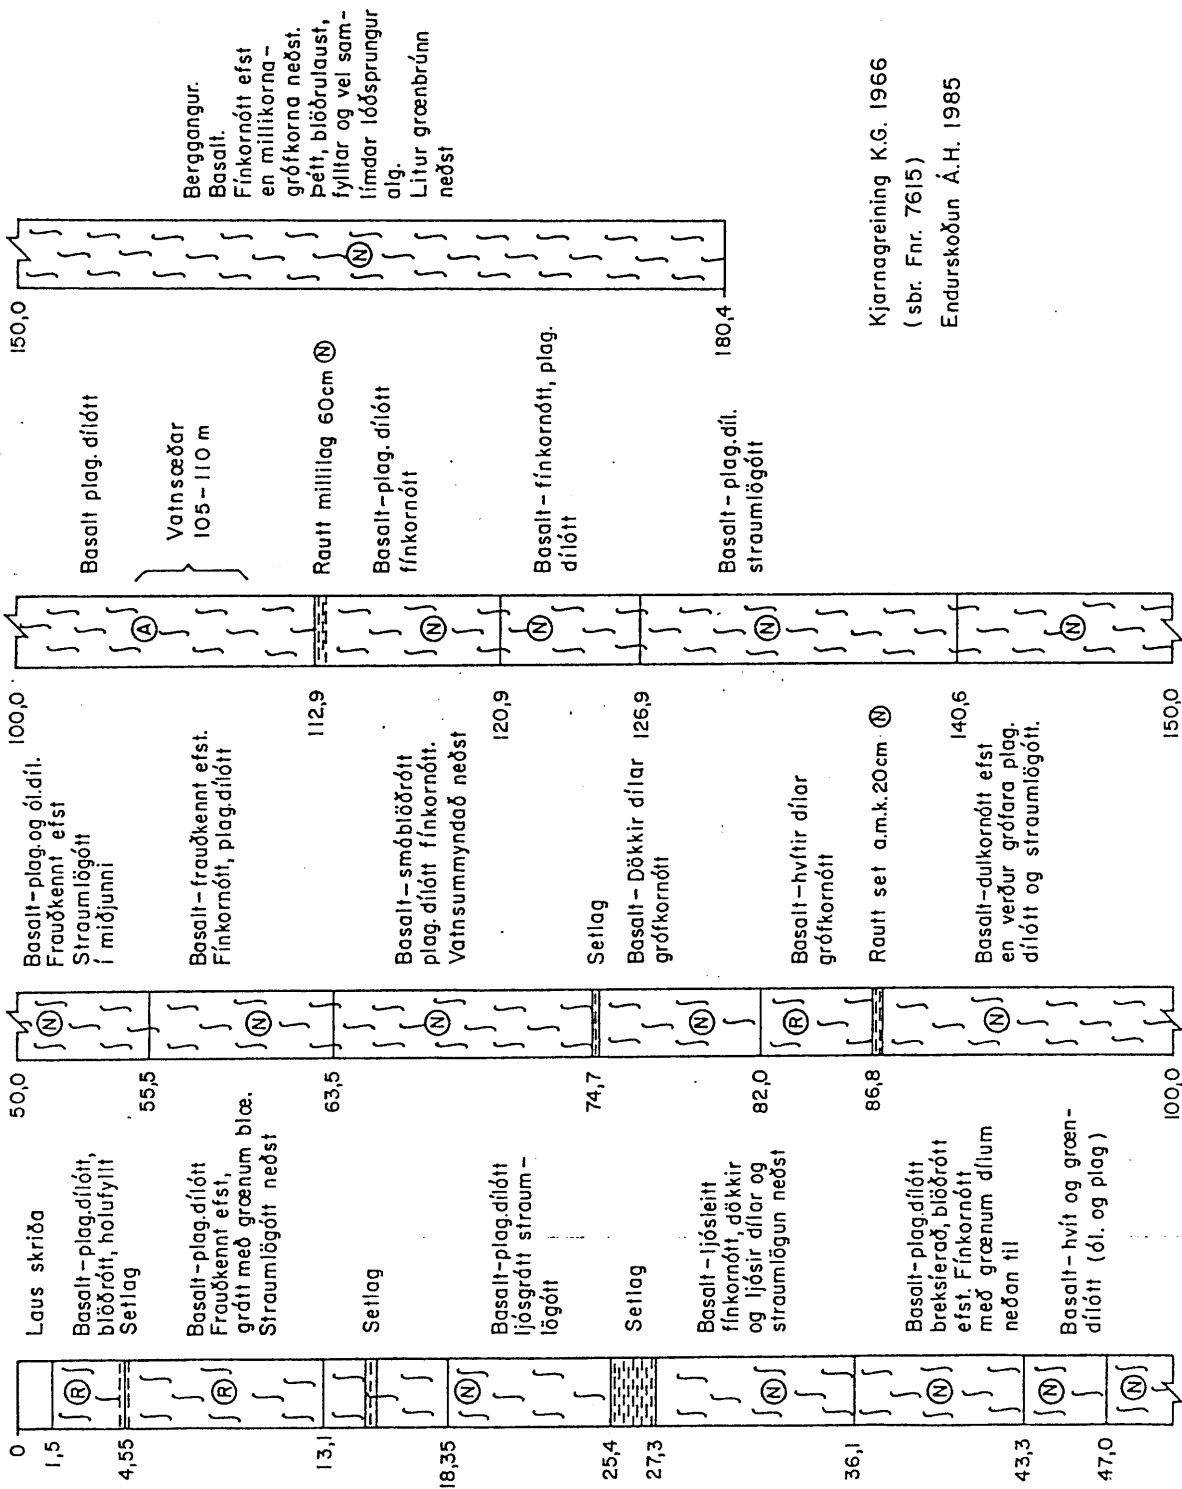 0
Laus skriða
1,5
(R)
Basalt-plag.dílótt,
blöðrótt, holufyllt
4,55
Setlag
(R)
Basalt-plag.dílótt
Frauðkennt efst,
grátt með grœnum blœ.
Straumlögótt neðst
13,1
Setlag
18,35
(N)
Basalt-plag.dílótt
ljósgrátt straum-
lögótt
25,4
Setlag
27,3
(N)
Basalt-ljósleitt
fínkornótt, dökkir
og ljósir dílar og
straumlögun neðst
36,1
(N)
Basalt-plag.dílótt
breksíerað, blöðrótt
efst. Fínkornótt
með grœnum dílum
neðan til
43,3
(N)
Basalt-hvít og grœn-
dílótt (ól. og plag)
47,0
(N)
50,0
(N)
Basalt-plag.og ól.díl.
Frauðkennt efst
Straumlögótt
í miðjunni
55,5
(N)
Basalt-frauðkennt efst.
Fínkornótt, plag.dílótt
63,5
(N)
Basalt-smáblöðrótt
plag.dílótt fínkornótt.
Vatnsummyndað neðst
74,7
Setlag
(N)
Basalt-Dökkir dílar
grófkornótt
82,0
(R)
Basalt-hvítir dílar
grófkornótt
86,8
Rautt set a.m.k.20cm (N)
(N)
Basalt-dulkornótt efst
en verður grófara plag.
dílótt og straumlögótt.
100,0
100,0
Basalt plag.dílótt
(A)
Vatnsœðar
105-110 m
112,9
Rautt millilag 60cm (N)
(N)
Basalt-plag.dílótt
fínkornótt
120,9
(N)
Basalt-fínkornótt, plag.
dílótt
126,9
(N)
Basalt-plag.díl.
straumlögótt
140,6
(N)
150,0
150,0
(N)
Berggangur.
Basalt.
Fínkornótt efst
en millikorna-
grófkorna neðst.
Þétt, blöðrulaust,
fylltar og vel sam-
límdar lóðsprungur
alg.
Litur grœnbrúnn
neðst
180,4
Kjarnagreining K.G. 1966
(sbr. Fnr. 7615)
Endurskoðun Á.H. 1985